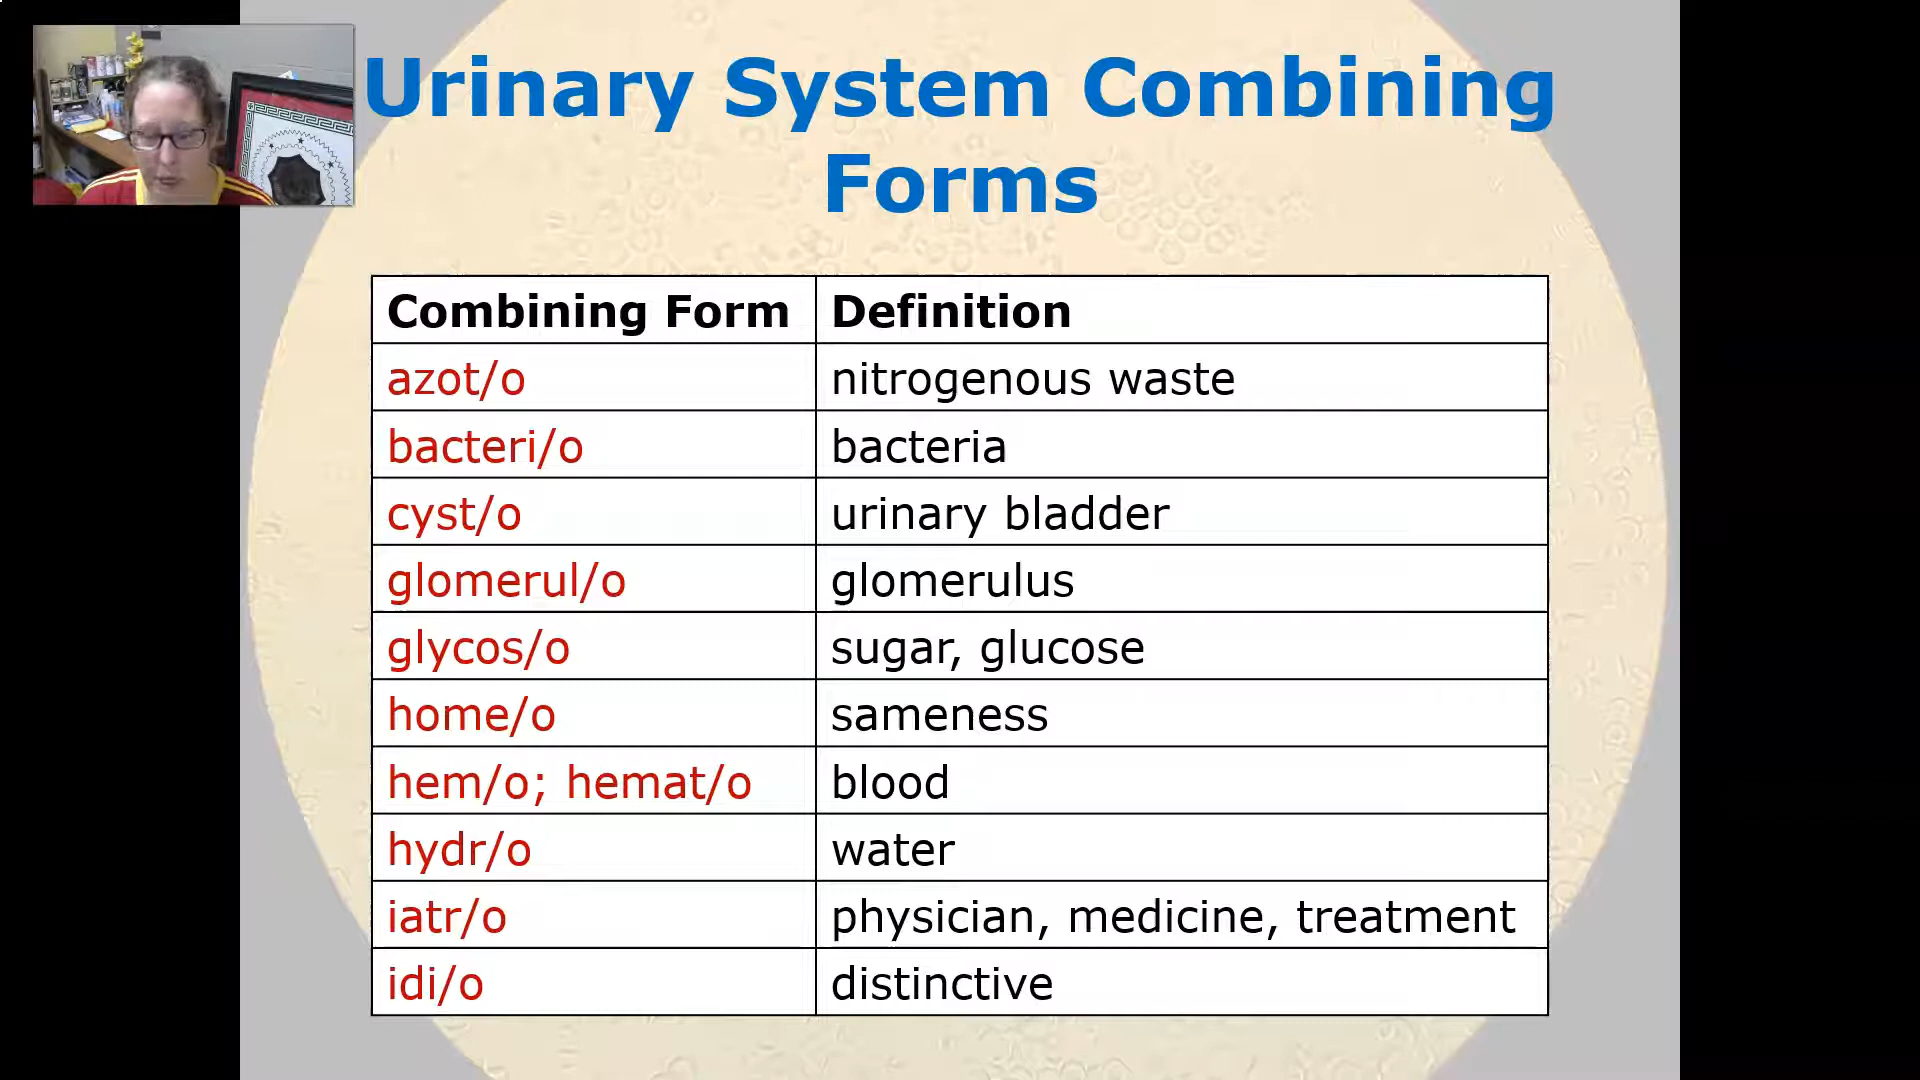 Urinary System Combining
Forms
Combining Form Definition
azot/o nitrogenous waste
bacteri/o bacteria
cyst/o urinary bladder
glomerul/o glomerulus
glycos/o sugar, glucose
home/o sameness
hem/o; hemat/o blood
hydr/o water
iatr/o physician, medicine, treatment
idi/o distinctive